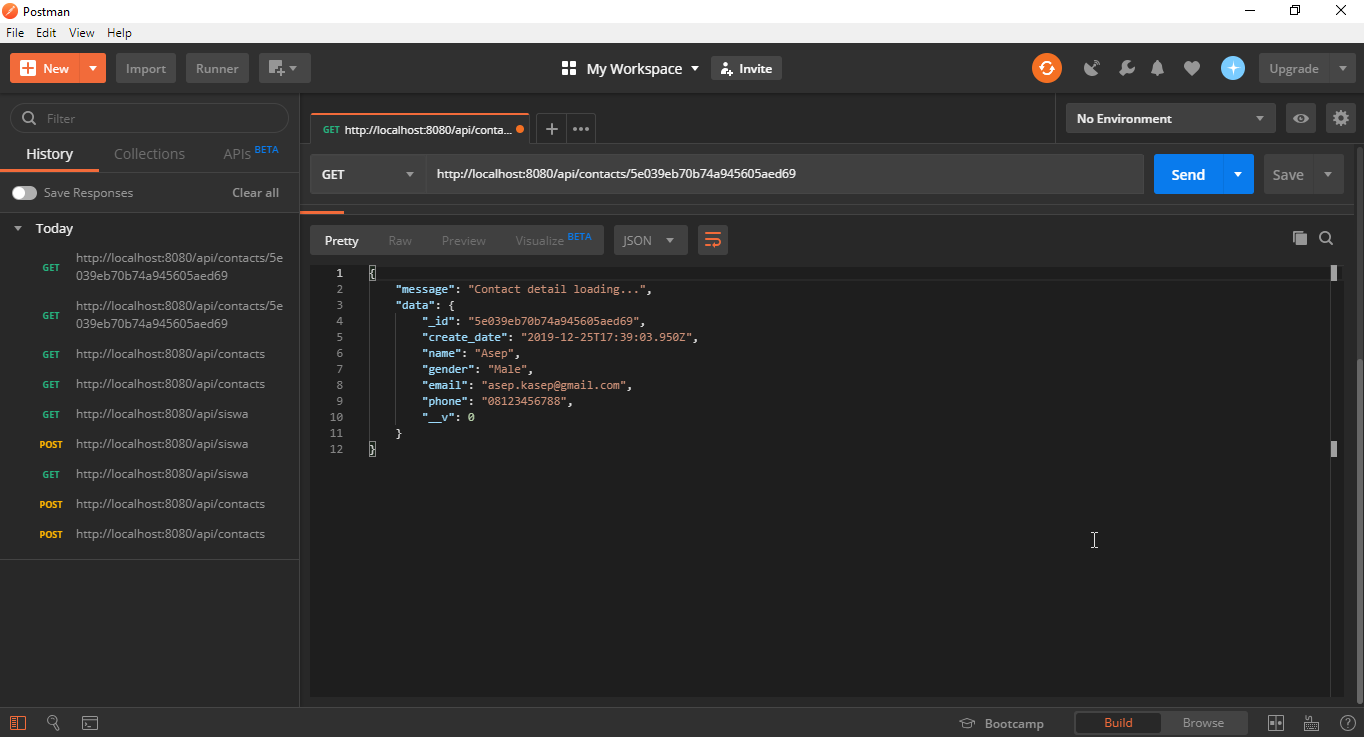 Postman
File Edit View Help
New Import Runner My Workspace Invite Upgrade
Filter
History Collections APIs BETA
Save Responses Clear all
Today
GET http://localhost:8080/api/contacts/5e
039eb70b74a945605aed69
GET http://localhost:8080/api/contacts/5e
039eb70b74a945605aed69
GET http://localhost:8080/api/contacts
GET http://localhost:8080/api/contacts
GET http://localhost:8080/api/siswa
POST http://localhost:8080/api/siswa
GET http://localhost:8080/api/siswa
POST http://localhost:8080/api/contacts
POST http://localhost:8080/api/contacts
GET http://localhost:8080/api/conta...
No Environment
GET http://localhost:8080/api/contacts/5e039eb70b74a945605aed69 Send Save
Pretty Raw Preview Visualize BETA JSON
1 {
2 "message": "Contact detail loading...",
3 "data": {
4 "_id": "5e039eb70b74a945605aed69",
5 "create_date": "2019-12-25T17:39:03.950Z",
6 "name": "Asep",
7 "gender": "Male",
8 "email": "asep.kasep@gmail.com",
9 "phone": "08123456788",
10 "__v": 0
11 }
12 }
Bootcamp Build Browse